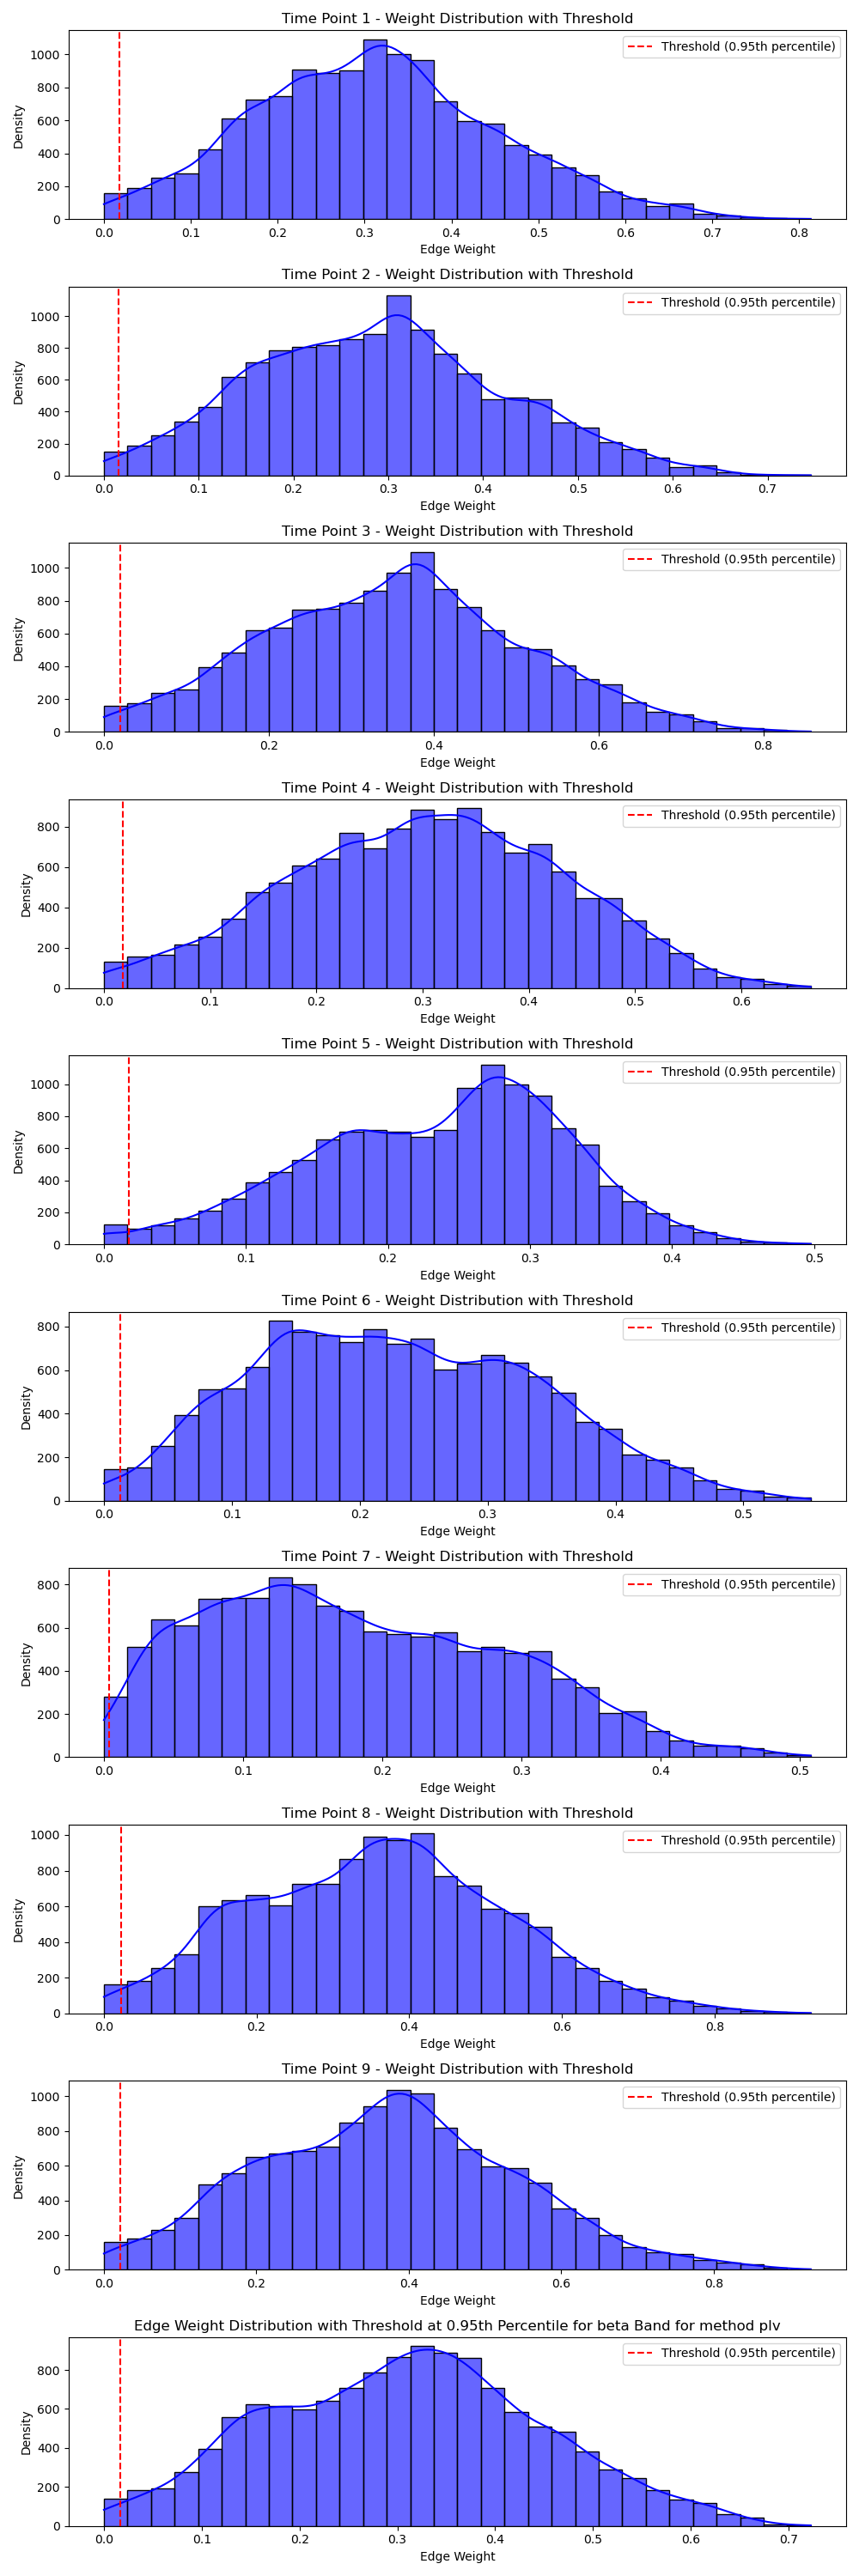 Time Point 1 - Weight Distribution with Threshold
Threshold (0.95th percentile)
Density
1000
800
600
400
200
0
0.0 0.1 0.2 0.3 0.4 0.5 0.6 0.7 0.8
Edge Weight
Time Point 2 - Weight Distribution with Threshold
Threshold (0.95th percentile)
Density
1000
800
600
400
200
0
0.0 0.1 0.2 0.3 0.4 0.5 0.6 0.7
Edge Weight
Time Point 3 - Weight Distribution with Threshold
Threshold (0.95th percentile)
Density
1000
800
600
400
200
0
0.0 0.2 0.4 0.6 0.8
Edge Weight
Time Point 4 - Weight Distribution with Threshold
Threshold (0.95th percentile)
Density
800
600
400
200
0
0.0 0.1 0.2 0.3 0.4 0.5 0.6
Edge Weight
Time Point 5 - Weight Distribution with Threshold
Threshold (0.95th percentile)
Density
1000
800
600
400
200
0
0.0 0.1 0.2 0.3 0.4 0.5
Edge Weight
Time Point 6 - Weight Distribution with Threshold
Threshold (0.95th percentile)
Density
800
600
400
200
0
0.0 0.1 0.2 0.3 0.4 0.5
Edge Weight
Time Point 7 - Weight Distribution with Threshold
Threshold (0.95th percentile)
Density
800
600
400
200
0
0.0 0.1 0.2 0.3 0.4 0.5
Edge Weight
Time Point 8 - Weight Distribution with Threshold
Threshold (0.95th percentile)
Density
1000
800
600
400
200
0
0.0 0.2 0.4 0.6 0.8
Edge Weight
Time Point 9 - Weight Distribution with Threshold
Threshold (0.95th percentile)
Density
1000
800
600
400
200
0
0.0 0.2 0.4 0.6 0.8
Edge Weight
Edge Weight Distribution with Threshold at 0.95th Percentile for beta Band for method plv
Threshold (0.95th percentile)
Density
800
600
400
200
0
0.0 0.1 0.2 0.3 0.4 0.5 0.6 0.7
Edge Weight